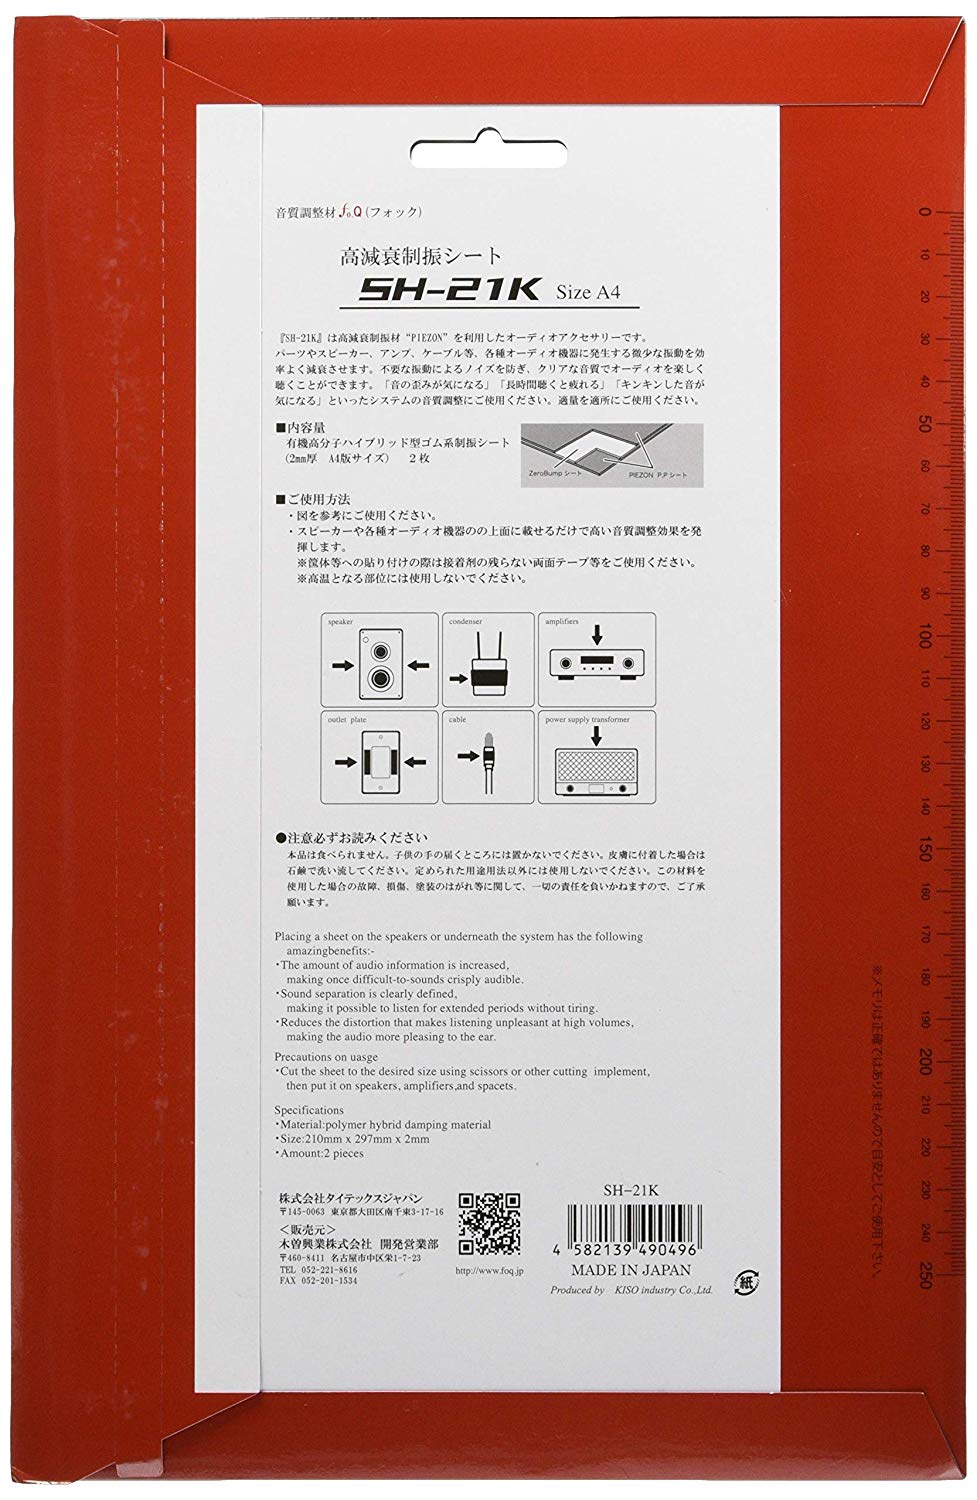 音質調整材 fo.Q (フォック)
高減衰制振シート
SH-21K Size A4
『SH-21K』は高減衰制振材“PIEZON”を利用したオーディオアクセサリーです。
パーツやスピーカー、アンプ、ケーブル等、各種オーディオ機器に発生する微少な振動を効
率よく減衰させます。不要な振動によるノイズを防ぎ、クリアな音質でオーディオを楽しく
聴くことができます。「音の歪みが気になる」「長時間聴くと疲れる」「キンキンした音が
気になる」といったシステムの音質調整にご使用ください。適量を適所にご使用ください。
■内容量
有機高分子ハイブリッド型ゴム系制振シート
(2mm厚 A4版サイズ) 2枚
ZeroBump シート
PIEZON P.P シート
■ご使用方法
・図を参考にご使用ください。
・スピーカーや各種オーディオ機器のの上面に載せるだけで高い音質調整効果を発
揮します。
※筐体等への貼り付けの際は接着剤の残らない両面テープ等をご使用ください。
※高温となる部位には使用しないでください。
speaker
condenser
amplifiers
outlet plate
cable
power supply transformer
●注意必ずお読みください
本品は食べられません。子供の手の届くところには置かないでください。皮膚に付着した場合は
石鹸で洗い流してください。定められた用途用法以外には使用しないでください。この材料を
使用した場合の故障、損傷、塗装のはがれ等に関して、一切の責任を負いかねますので、ご了承
願います。
Placing a sheet on the speakers or underneath the system has the following
amazingbenefits:-
・The amount of audio information is increased,
making once difficult-to-sounds crisply audible.
・Sound separation is clearly defined,
making it possible to listen for extended periods without tiring.
・Reduces the distortion that makes listening unpleasant at high volumes,
making the audio more pleasing to the ear.
Precautions on uasge
・Cut the sheet to the desired size using scissors or other cutting implement,
then put it on speakers, amplifiers,and spacets.
Specifications
・Material:polymer hybrid damping material
・Size:210mm x 297mm x 2mm
・Amount:2 pieces
株式会社タイテックスジャパン
〒145-0063 東京都大田区南千束3-17-16
＜販売元＞
木曽興業株式会社 開発営業部
〒460-8411 名古屋市中区栄1-7-23
TEL 052-221-8616
FAX 052-201-1534
http://www.foq.jp
SH-21K
4 582139 490496
MADE IN JAPAN
Produced by KISO industry Co.,Ltd.
紙
0
10
20
30
40
50
60
70
80
90
100
110
120
130
140
150
160
170
180
190
200
210
220
230
240
250
※メモリは正確ではありませんので目安としてご使用下さい。